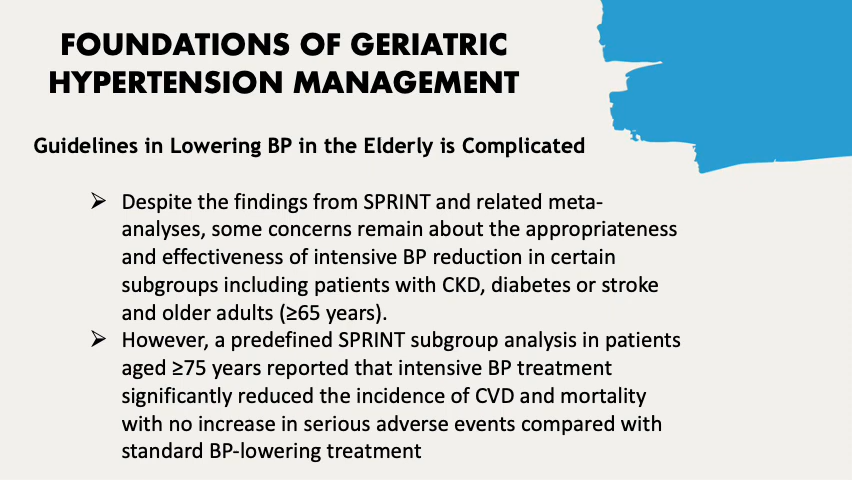 FOUNDATIONS OF GERIATRIC
HYPERTENSION MANAGEMENT
Guidelines in Lowering BP in the Elderly is Complicated
➢ Despite the findings from SPRINT and related meta-
analyses, some concerns remain about the appropriateness
and effectiveness of intensive BP reduction in certain
subgroups including patients with CKD, diabetes or stroke
and older adults (≥65 years).
➢ However, a predefined SPRINT subgroup analysis in patients
aged ≥75 years reported that intensive BP treatment
significantly reduced the incidence of CVD and mortality
with no increase in serious adverse events compared with
standard BP-lowering treatment